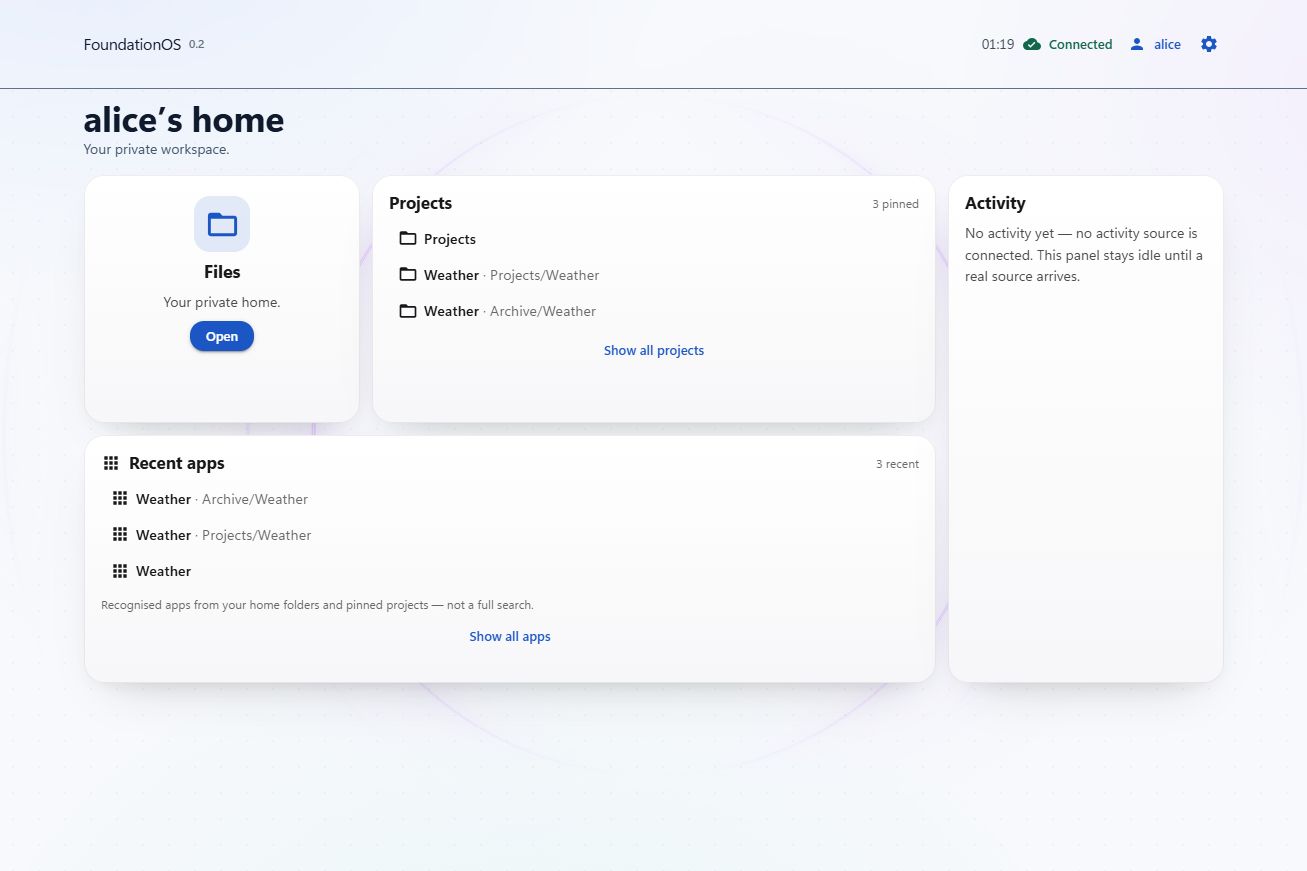 FoundationOS 0.2
01:19 Connected alice
alice’s home
Your private workspace.
Files
Your private home.
Open
Projects
3 pinned
Projects
Weather · Projects/Weather
Weather · Archive/Weather
Show all projects
Activity
No activity yet — no activity source is
connected. This panel stays idle until a
real source arrives.
Recent apps
3 recent
Weather · Archive/Weather
Weather · Projects/Weather
Weather
Recognised apps from your home folders and pinned projects — not a full search.
Show all apps